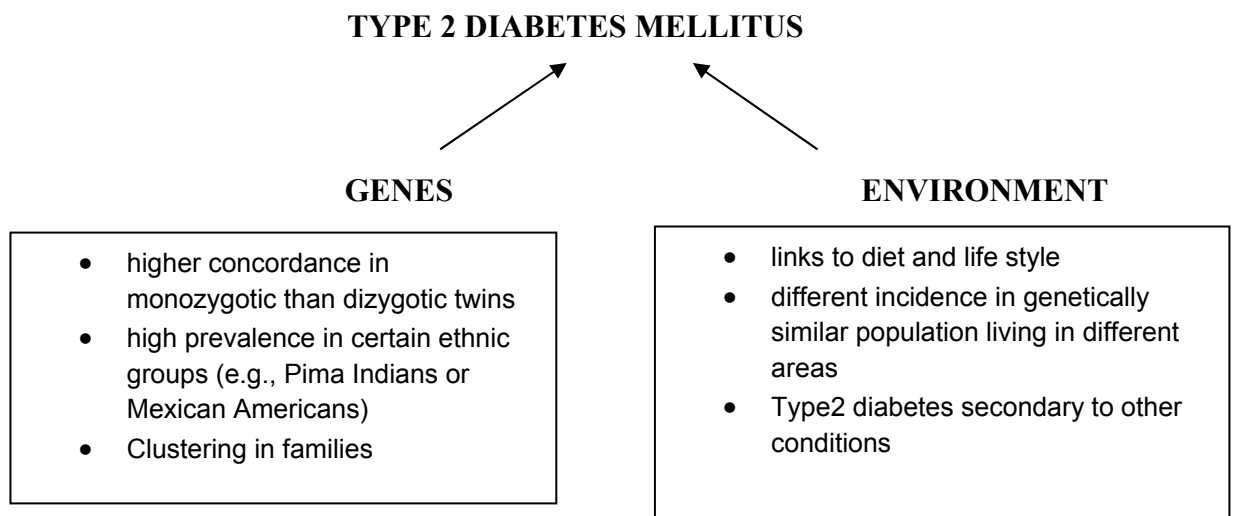 TYPE 2 DIABETES MELLITUS
GENES
• higher concordance in
monozygotic than dizygotic twins
• high prevalence in certain ethnic
groups (e.g., Pima Indians or
Mexican Americans)
• Clustering in families
ENVIRONMENT
• links to diet and life style
• different incidence in genetically
similar population living in different
areas
• Type2 diabetes secondary to other
conditions